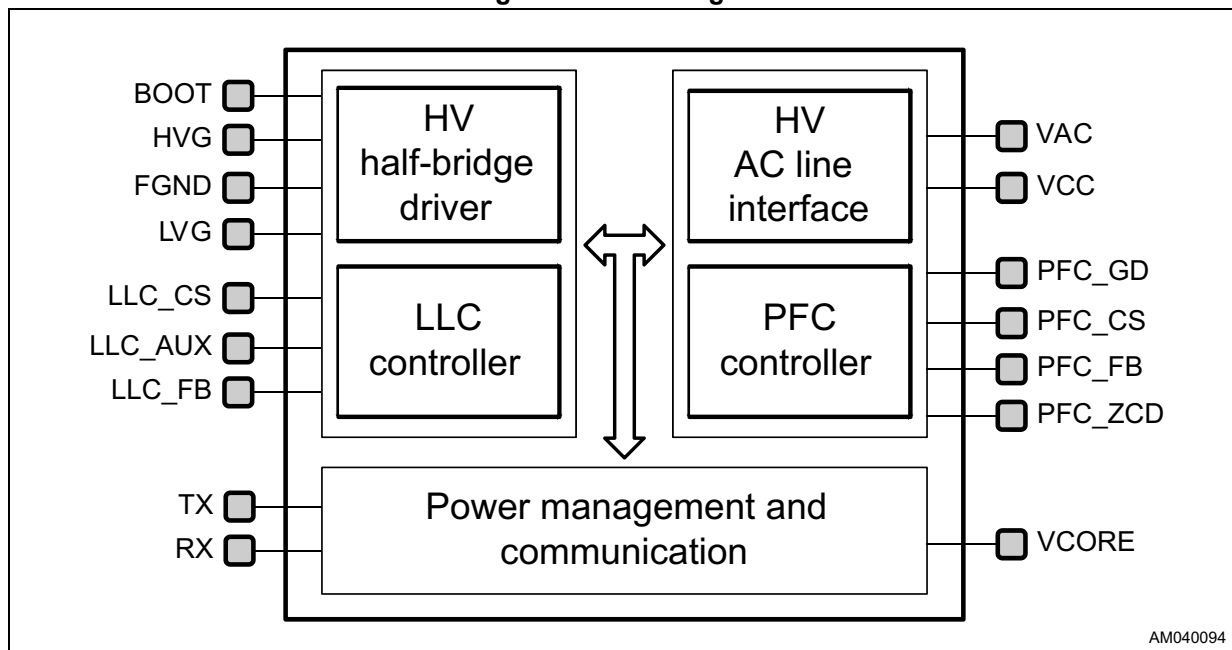 BOOT
HVG
FGND
LVG
LLC_CS
LLC_AUX
LLC_FB
TX
RX
HV
half-bridge
driver
LLC
controller
HV
AC line
interface
PFC
controller
Power management and
communication
VAC
VCC
PFC_GD
PFC_CS
PFC_FB
PFC_ZCD
VCORE
AM040094